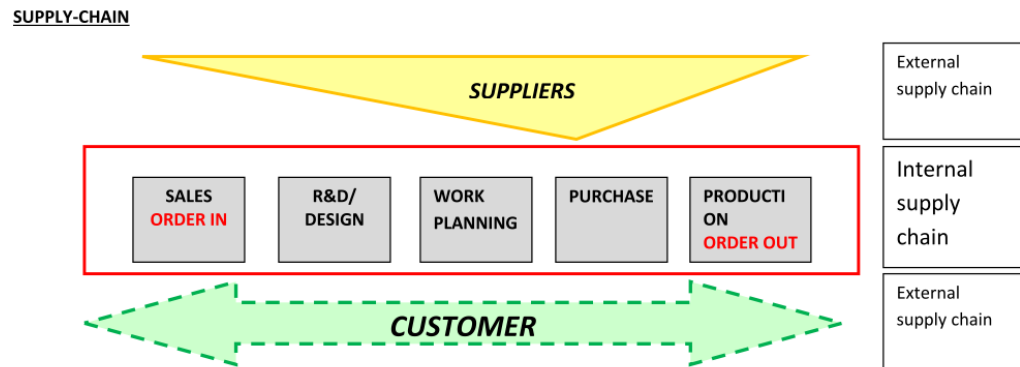 SUPPLY-CHAIN
SUPPLIERS
External
supply chain
SALES
ORDER IN
R&D/
DESIGN
WORK
PLANNING
PURCHASE
PRODUCTI
ON
ORDER OUT
Internal
supply
chain
CUSTOMER
External
supply chain